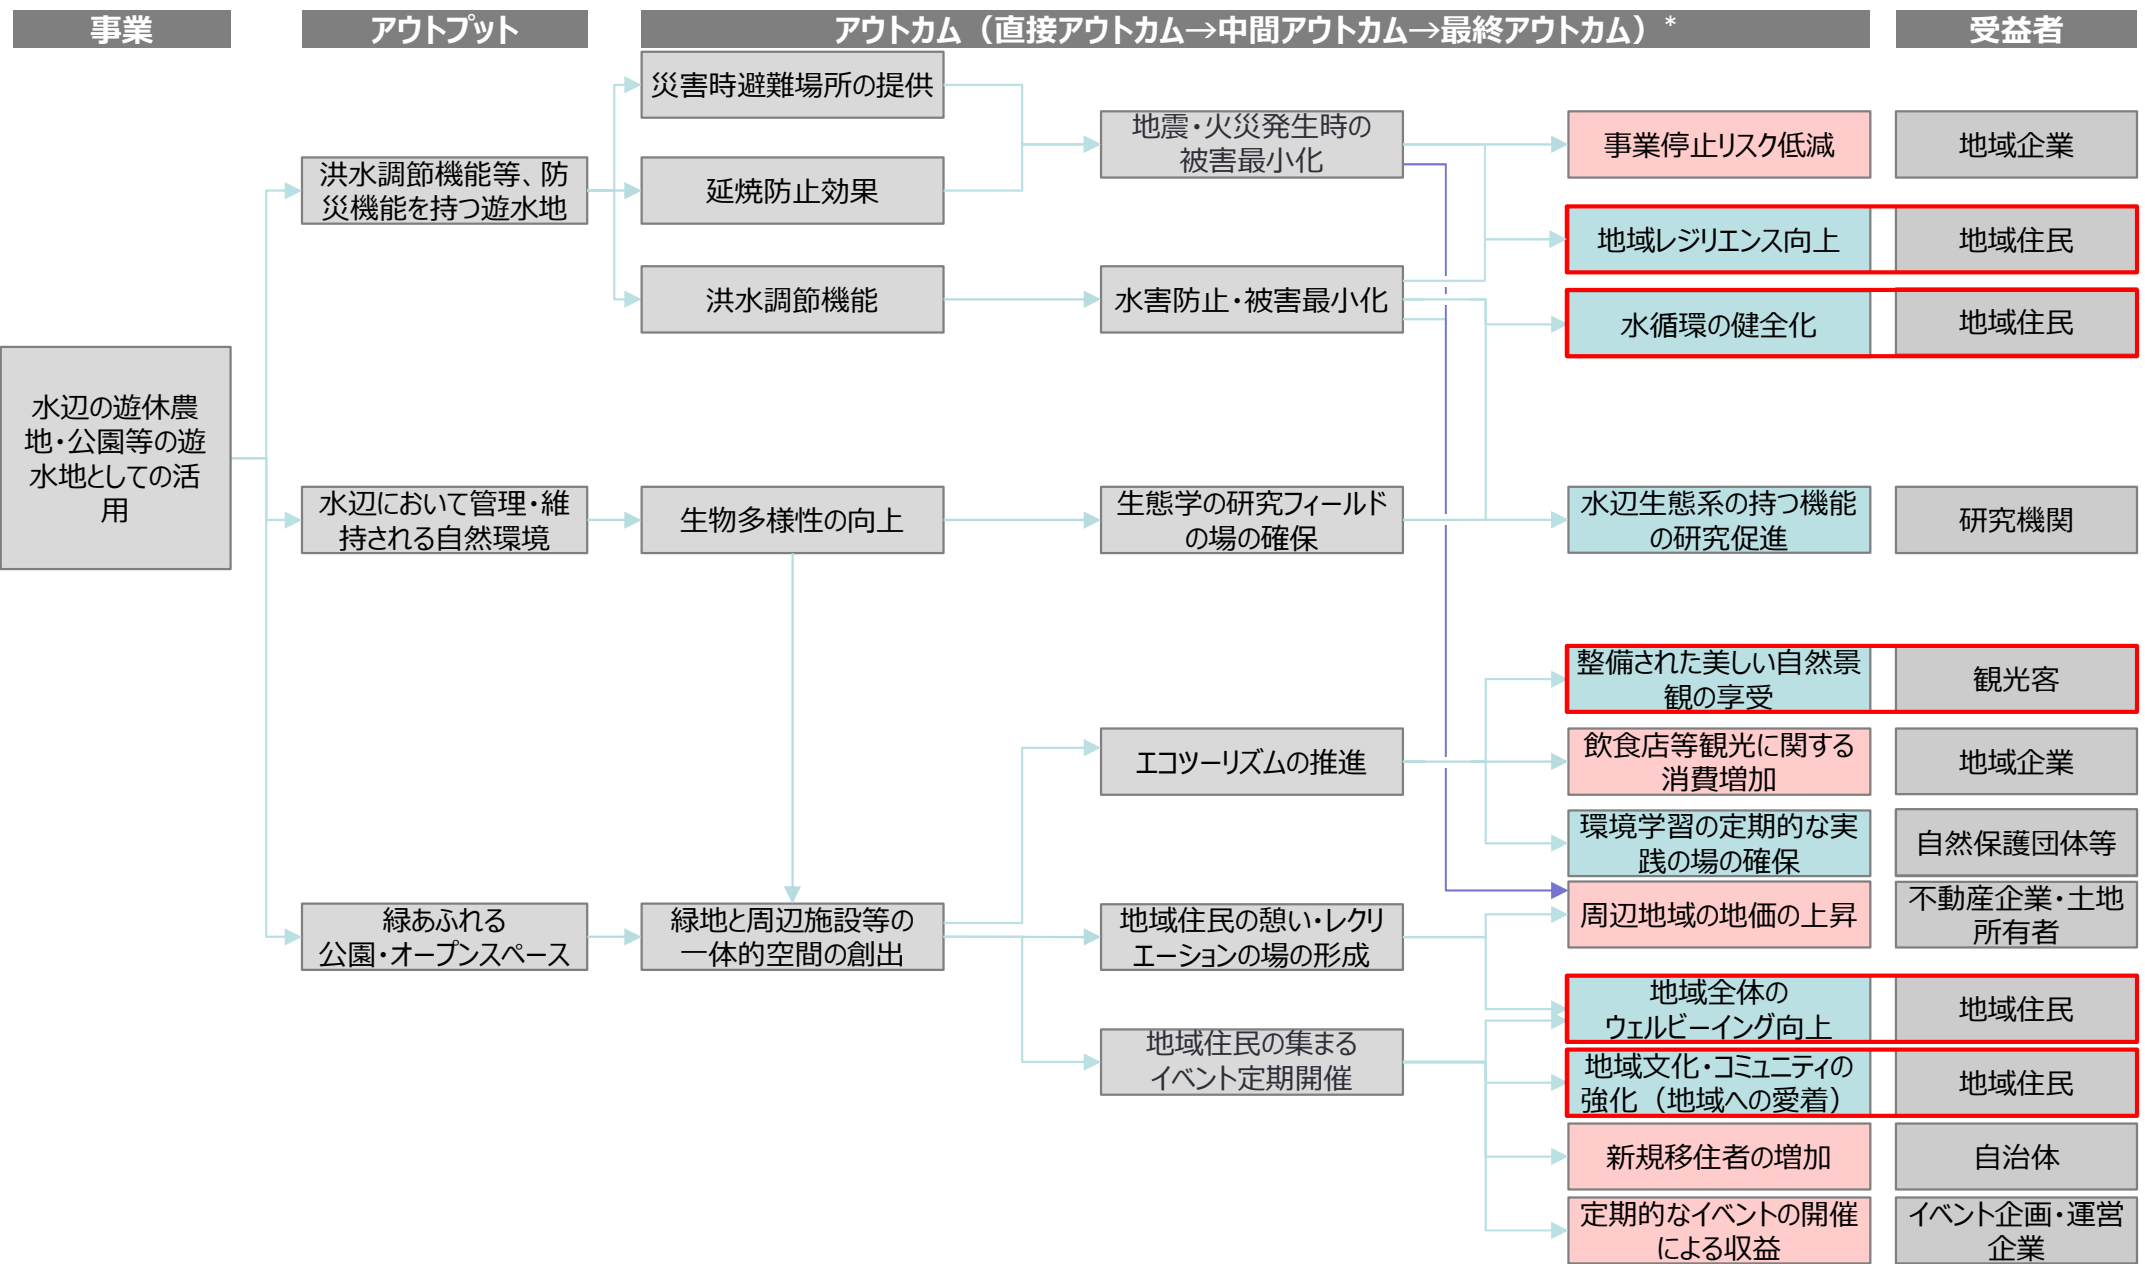 事業
アウトプット
アウトカム（直接アウトカム→中間アウトカム→最終アウトカム）*
受益者
水辺の遊休農
地・公園等の遊
水地としての活
用
洪水調節機能等、防
災機能を持つ遊水地
水辺において管理・維
持される自然環境
緑あふれる
公園・オープンスペース
災害時避難場所の提供
延焼防止効果
洪水調節機能
生物多様性の向上
緑地と周辺施設等の
一体的空間の創出
地震・火災発生時の
被害最小化
水害防止・被害最小化
生態学の研究フィールド
の場の確保
エコツーリズムの推進
地域住民の憩い・レクリ
エーションの場の形成
地域住民の集まる
イベント定期開催
事業停止リスク低減
地域企業
地域レジリエンス向上
地域住民
水循環の健全化
地域住民
水辺生態系の持つ機能
の研究促進
研究機関
整備された美しい自然景
観の享受
観光客
飲食店等観光に関する
消費増加
地域企業
環境学習の定期的な実
践の場の確保
自然保護団体等
周辺地域の地価の上昇
不動産企業・土地
所有者
地域全体の
ウェルビーイング向上
地域住民
地域文化・コミュニティの
強化（地域への愛着）
地域住民
新規移住者の増加
自治体
定期的なイベントの開催
による収益
イベント企画・運営
企業